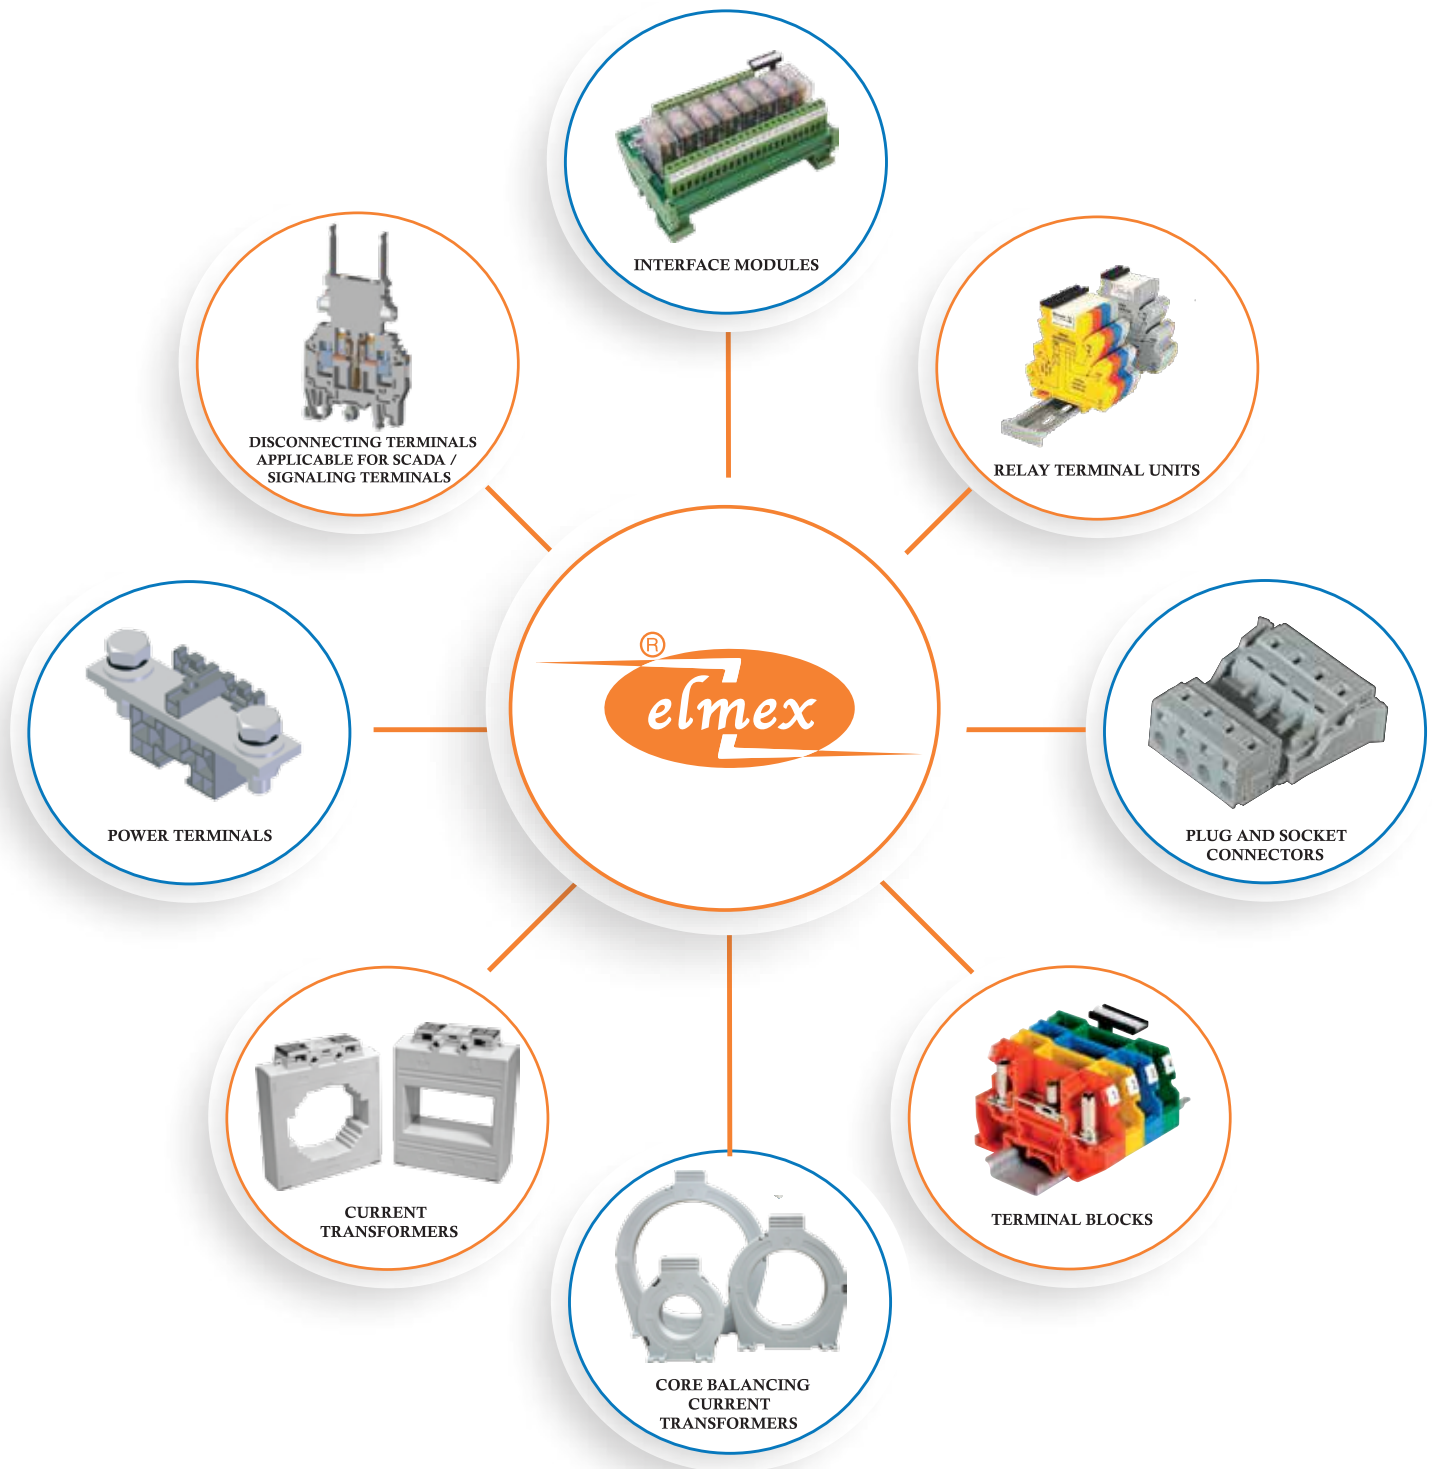 INTERFACE MODULES
DISCONNECTING TERMINALS
APPLICABLE FOR SCADA /
SIGNALING TERMINALS
RELAY TERMINAL UNITS
®
elmex
POWER TERMINALS
PLUG AND SOCKET
CONNECTORS
CURRENT
TRANSFORMERS
TERMINAL BLOCKS
CORE BALANCING
CURRENT
TRANSFORMERS